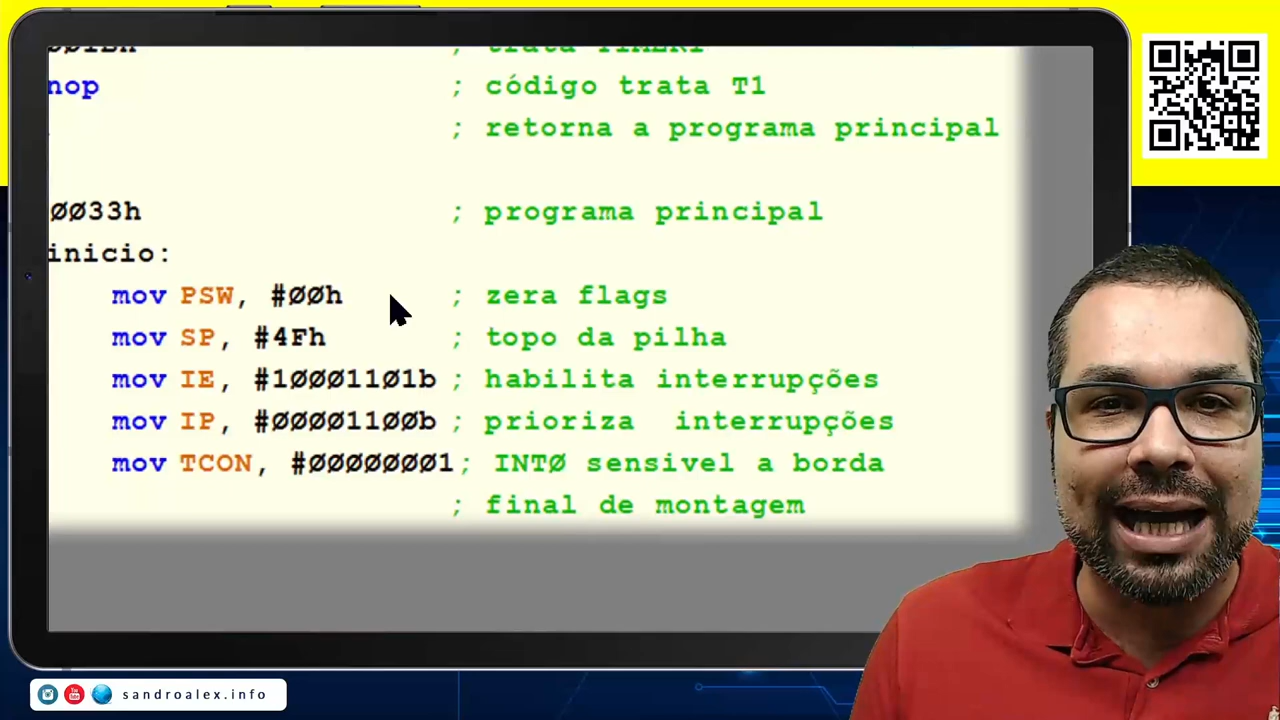 nop ; código trata T1
; retorna a programa principal
ØØ33h ; programa principal
inicio:
mov PSW, #ØØh ; zera flags
mov SP, #4Fh ; topo da pilha
mov IE, #1ØØØ11Ø1b ; habilita interrupções
mov IP, #ØØØØ11ØØb ; prioriza interrupções
mov TCON, #ØØØØØØØ1; INTØ sensivel a borda
; final de montagem
sandroalex.info